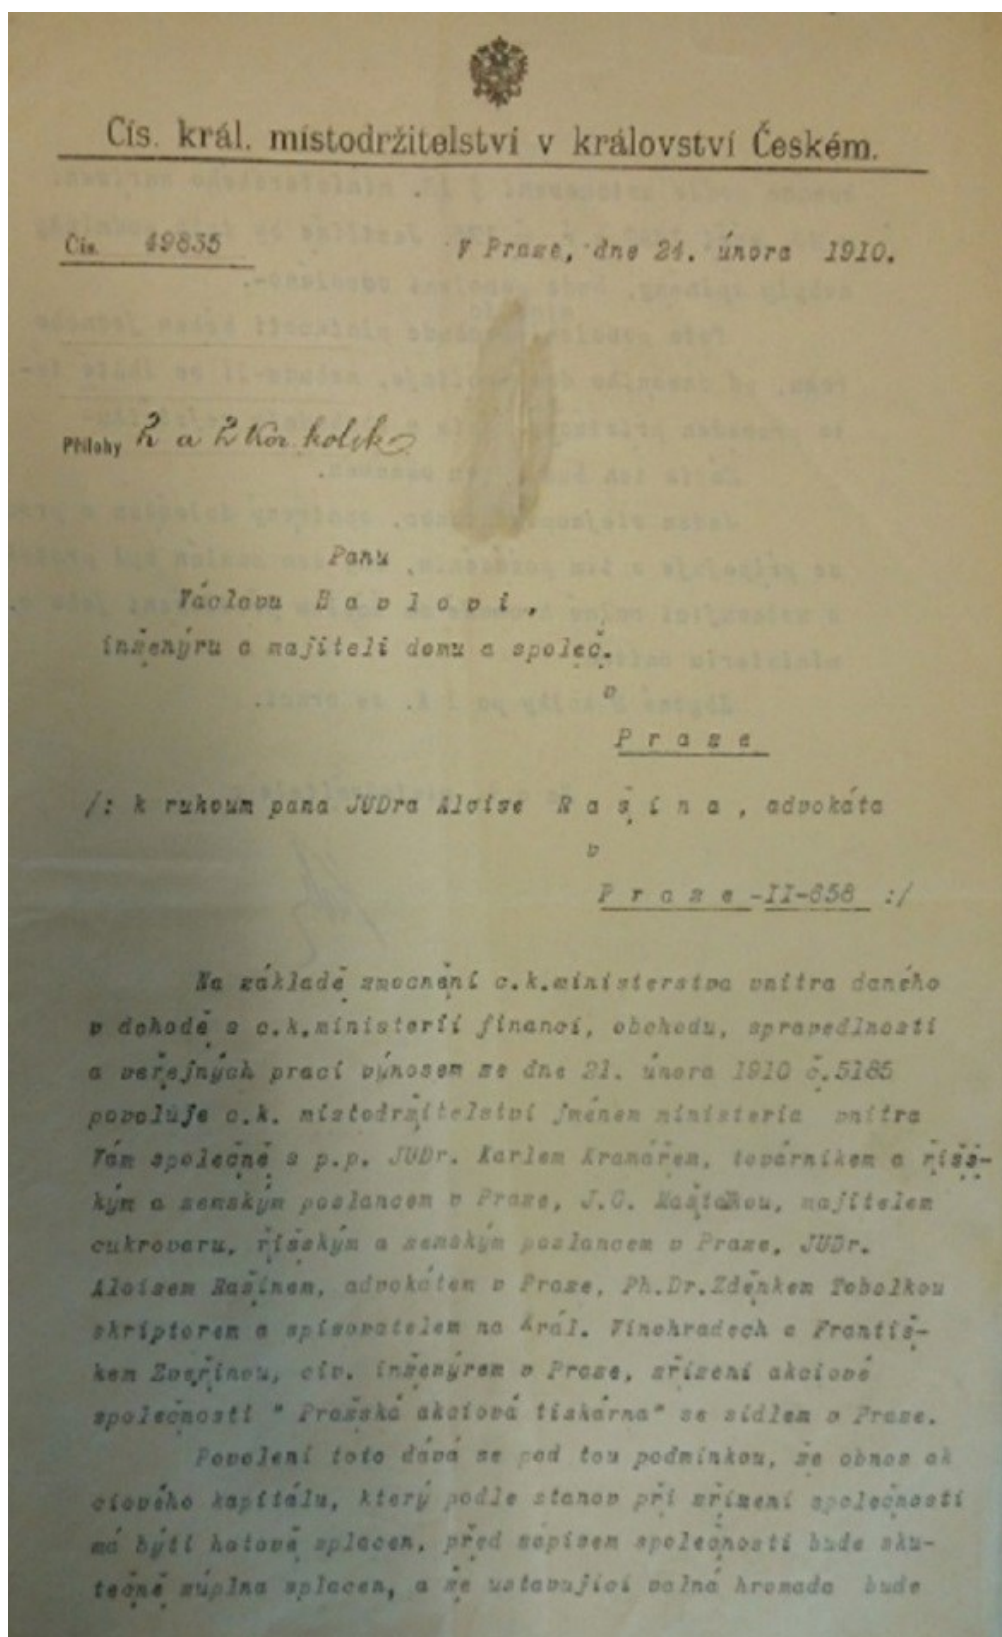 Cís. král. místodržitelství v království Českém.
Čís. 49835
V Praze, dne 24. února 1910.
Přílohy 2 a 2 Kor kolek
Panu
Václavu Havlovi,
inženýru a majiteli domu a společ.
v
Praze
/: k rukoum pana JUDra Aloise Rašína, advokáta
v
Praze-II-658 :/
Na základě zmocnění c.k.ministerstva vnitra daného
v dohodě s c.k.ministerií financí, obchodu, spravedlnosti
a veřejných prací výnosem ze dne 21. února 1910 č.5185
povoluje c.k. místodržitelství jménem ministeria vnitra
Vám společně s p.p. JUDr. Karlem Kramářem, továrníkem a říšs-
kým a zemským poslancem v Praze, J.C. Maštalkou, majitelem
cukrovaru, říšským a zemským poslancem v Praze, JUDr.
Aloisem Rašínem, advokátem v Praze, Ph.Dr.Zdeňkem Tobolkou
skriptorem a spisovatelem na král. Vinohradech a Františ-
kem Zvěřinou, civ. inženýrem v Praze, zřízení akciové
společnosti " Pražská akciová tiskárna" se sídlem v Praze.
Povolení toto dává se pod tou podmínkou, že obnos ak
ciového kapitálu, který podle stanov při zřízení společnosti
má býti hotově splacen, před zápisem společnosti bude sku-
tečně zúplna splacen, a že ustavující valná hromada bude